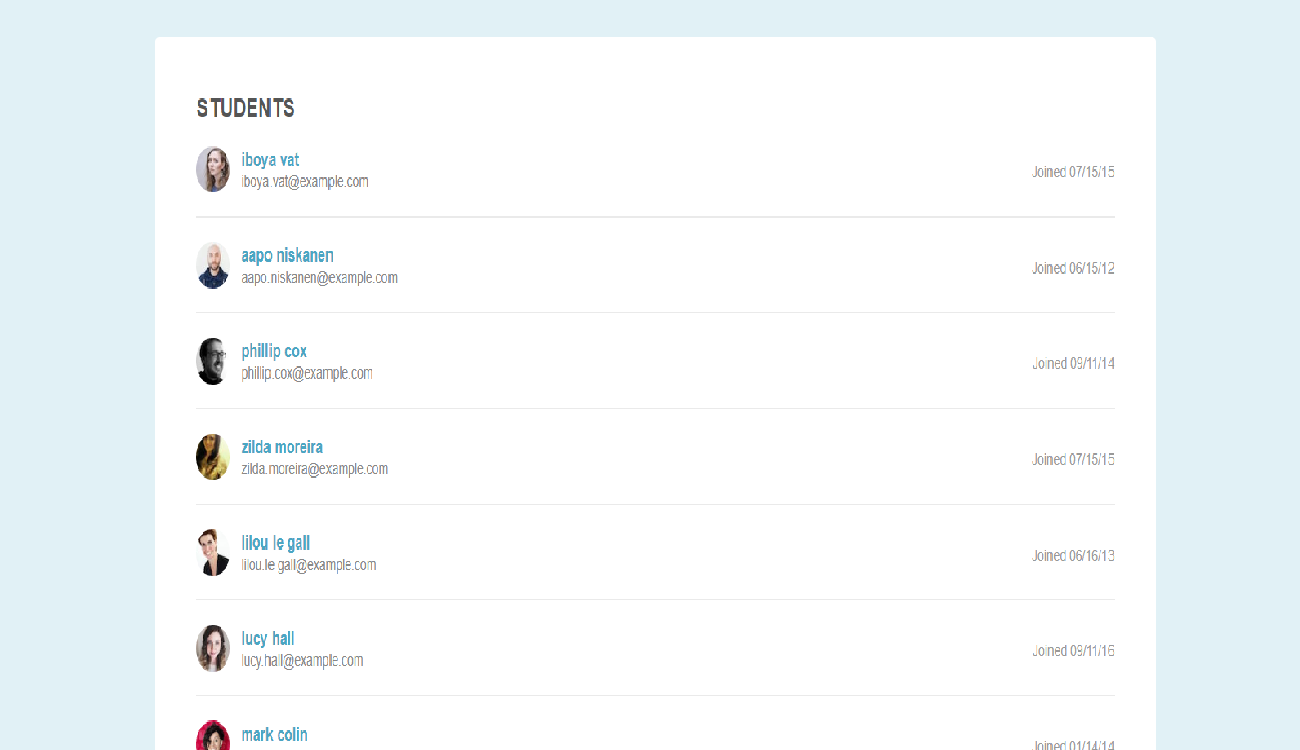 STUDENTS
iboya vat
iboya.vat@example.com
Joined 07/15/15
aapo niskanen
aapo.niskanen@example.com
Joined 06/15/12
phillip cox
phillip.cox@example.com
Joined 09/11/14
zilda moreira
zilda.moreira@example.com
Joined 07/15/15
lilou le gall
lilou.le gall@example.com
Joined 06/16/13
lucy hall
lucy.hall@example.com
Joined 09/11/16
mark colin
Joined 01/14/14